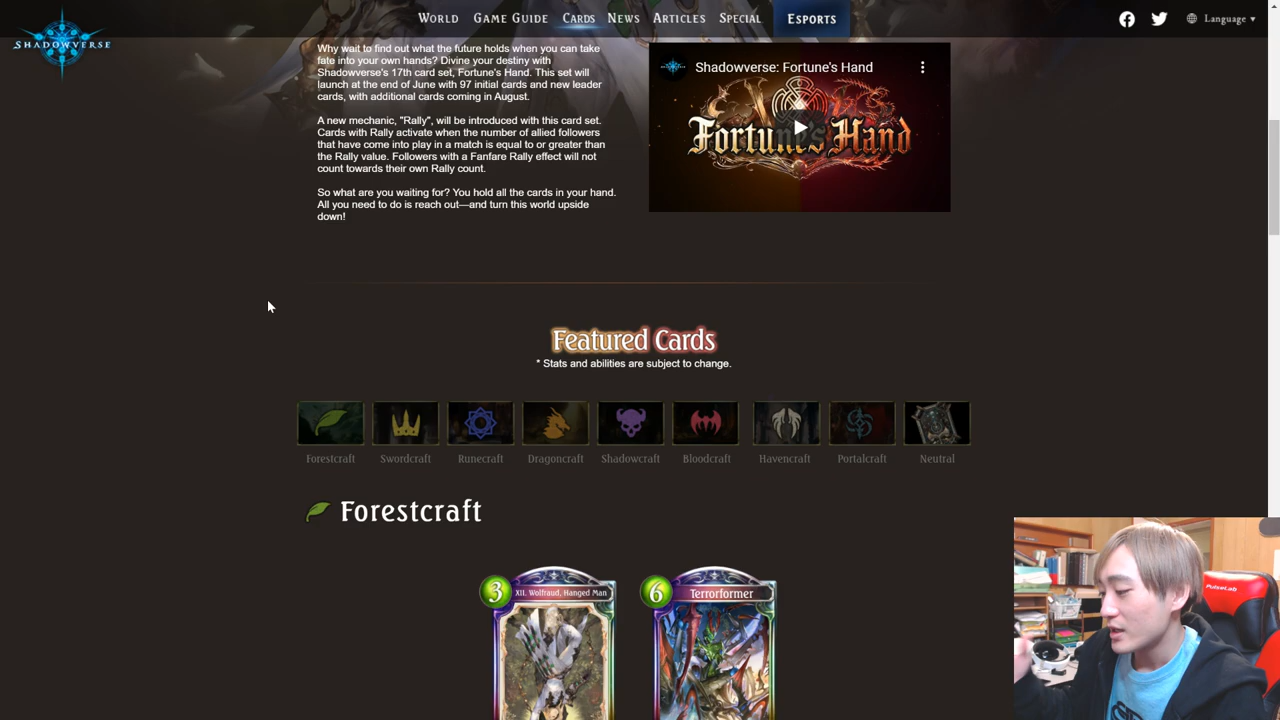 SHADOWVERSE
WORLD GAME GUIDE CARDS NEWS ARTICLES SPECIAL ESPORTS Language ▾
Why wait to find out what the future holds when you can take
fate into your own hands? Divine your destiny with
Shadowverse's 17th card set, Fortune's Hand. This set will
launch at the end of June with 97 initial cards and new leader
cards, with additional cards coming in August.
A new mechanic, "Rally", will be introduced with this card set.
Cards with Rally activate when the number of allied followers
that have come into play in a match is equal to or greater than
the Rally value. Followers with a Fanfare Rally effect will not
count towards their own Rally count.
So what are you waiting for? You hold all the cards in your hand.
All you need to do is reach out—and turn this world upside
down!
Shadowverse: Fortune's Hand
Fortune's Hand
Featured Cards
* Stats and abilities are subject to change.
Forestcraft Swordcraft Runecraft Dragoncraft Shadowcraft Bloodcraft Havencraft Portalcraft Neutral
Forestcraft
3 XII. Wolfraud, Hanged Man
6 Terrorformer